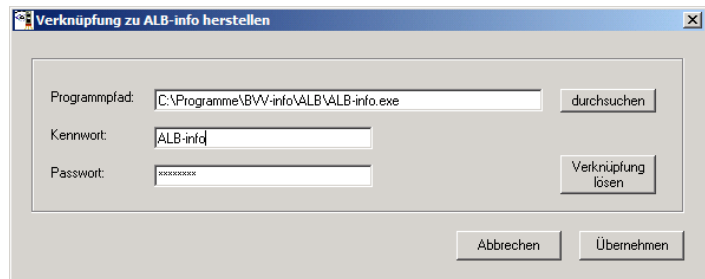 Verknüpfung zu ALB-info herstellen
Programmpfad: C:\Programme\BVV-info\ALB\ALB-info.exe durchsuchen
Kennwort: ALB-info
Passwort: ******** Verknüpfung
lösen
Abbrechen Übernehmen